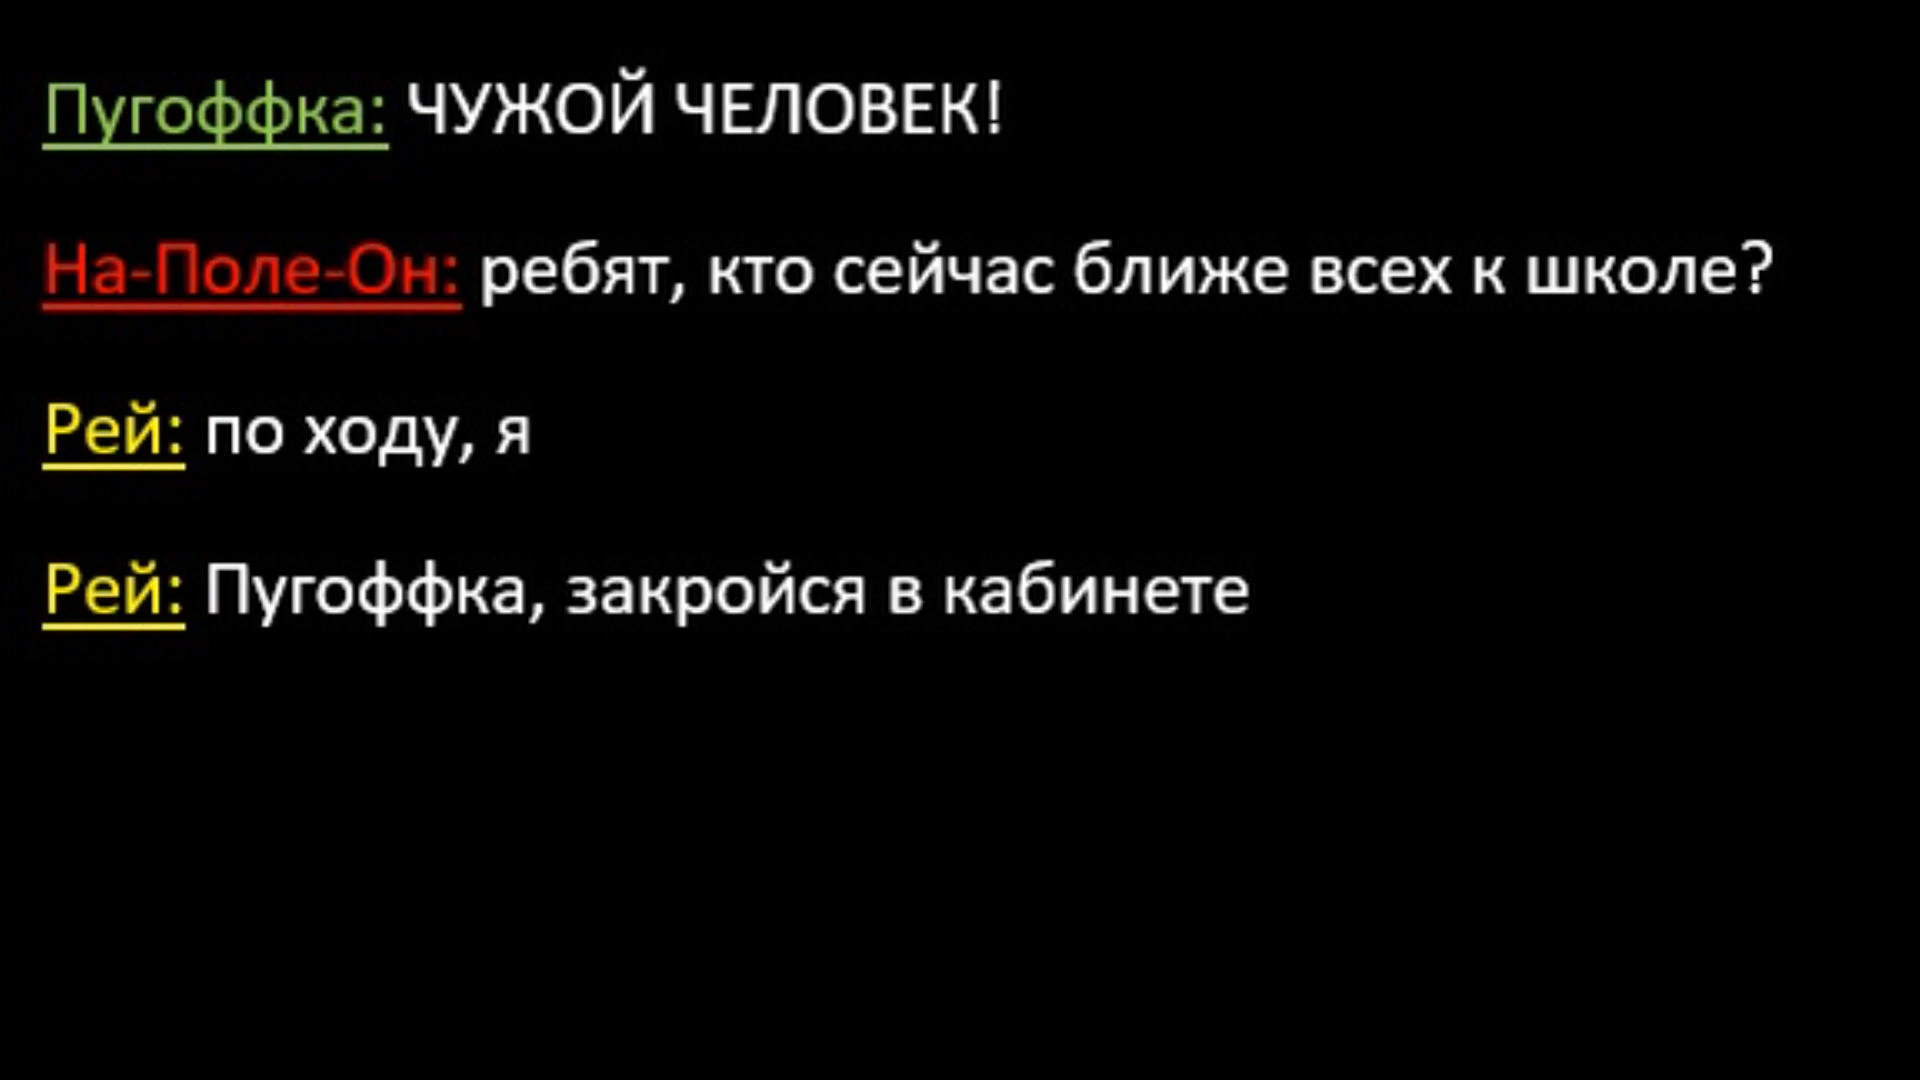 Пугоффка: ЧУЖОЙ ЧЕЛОВЕК!
На-Поле-Он: ребят, кто сейчас ближе всех к школе?
Рей: по ходу, я
Рей: Пугоффка, закройся в кабинете